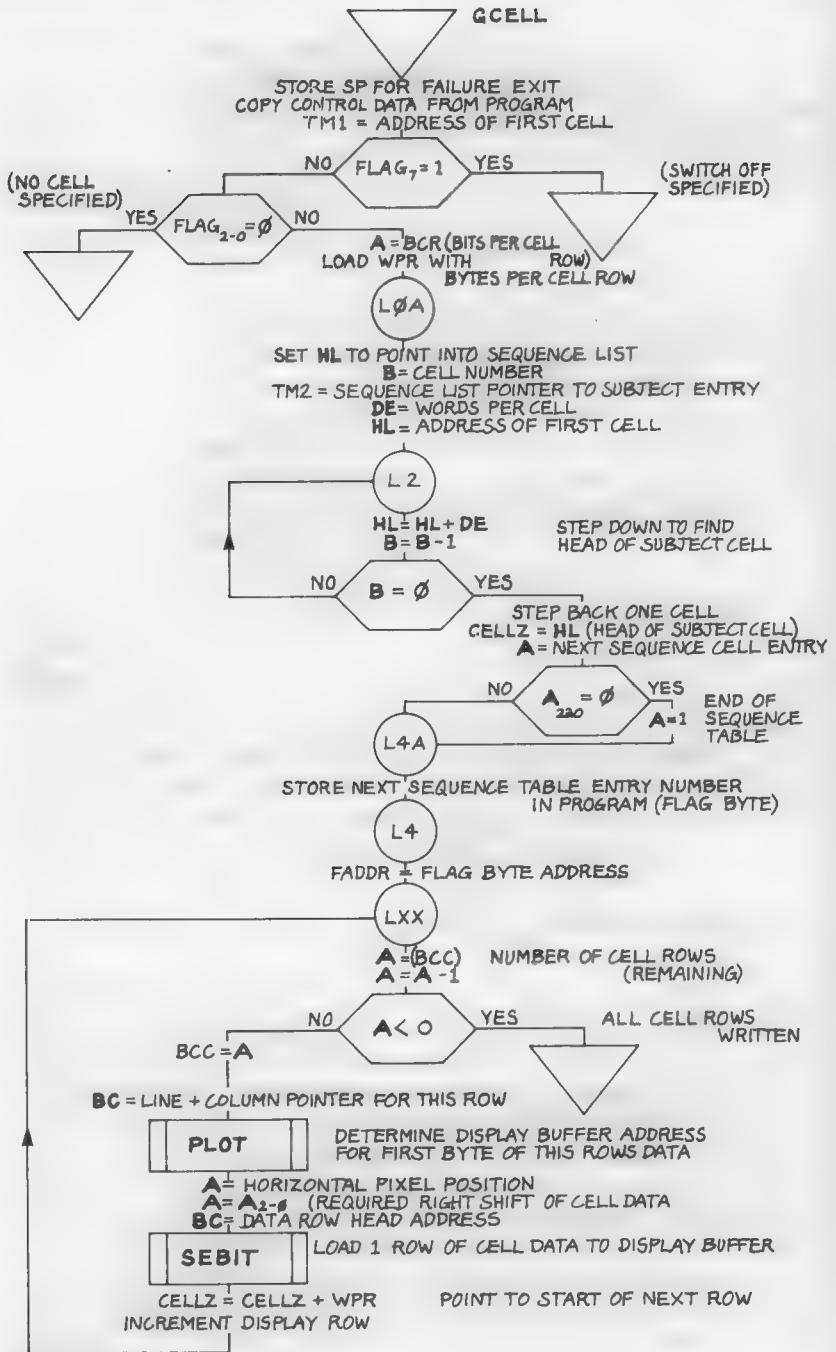 GCELL
STORE SP FOR FAILURE EXIT
COPY CONTROL DATA FROM PROGRAM
TM1 = ADDRESS OF FIRST CELL
NO
FLAG7=1
YES
(NO CELL
SPECIFIED)
(SWITCH OFF
SPECIFIED)
YES
FLAG2-0=Ø
NO
A = BCR (BITS PER CELL
ROW)
LOAD WPR WITH
BYTES PER CELL ROW
LØA
SET HL TO POINT INTO SEQUENCE LIST
B = CELL NUMBER
TM2 = SEQUENCE LIST POINTER TO SUBJECT ENTRY
DE = WORDS PER CELL
HL = ADDRESS OF FIRST CELL
L2
HL = HL + DE
B = B - 1
STEP DOWN TO FIND
HEAD OF SUBJECT CELL
NO
B = Ø
YES
STEP BACK ONE CELL
CELLZ = HL (HEAD OF SUBJECT CELL)
A = NEXT SEQUENCE CELL ENTRY
NO
A220 = Ø
YES
A=1
END OF
SEQUENCE
TABLE
L4A
STORE NEXT SEQUENCE TABLE ENTRY NUMBER
IN PROGRAM (FLAG BYTE)
L4
FADDR = FLAG BYTE ADDRESS
LXX
A = (BCC)
A = A - 1
NUMBER OF CELL ROWS
(REMAINING)
NO
A < 0
YES
ALL CELL ROWS
WRITTEN
BCC = A
BC = LINE + COLUMN POINTER FOR THIS ROW
PLOT
DETERMINE DISPLAY BUFFER ADDRESS
FOR FIRST BYTE OF THIS ROWS DATA
A = HORIZONTAL PIXEL POSITION
A = A2-Ø (REQUIRED RIGHT SHIFT OF CELL DATA
BC = DATA ROW HEAD ADDRESS
SEBIT
LOAD 1 ROW OF CELL DATA TO DISPLAY BUFFER
CELLZ = CELLZ + WPR
INCREMENT DISPLAY ROW
POINT TO START OF NEXT ROW